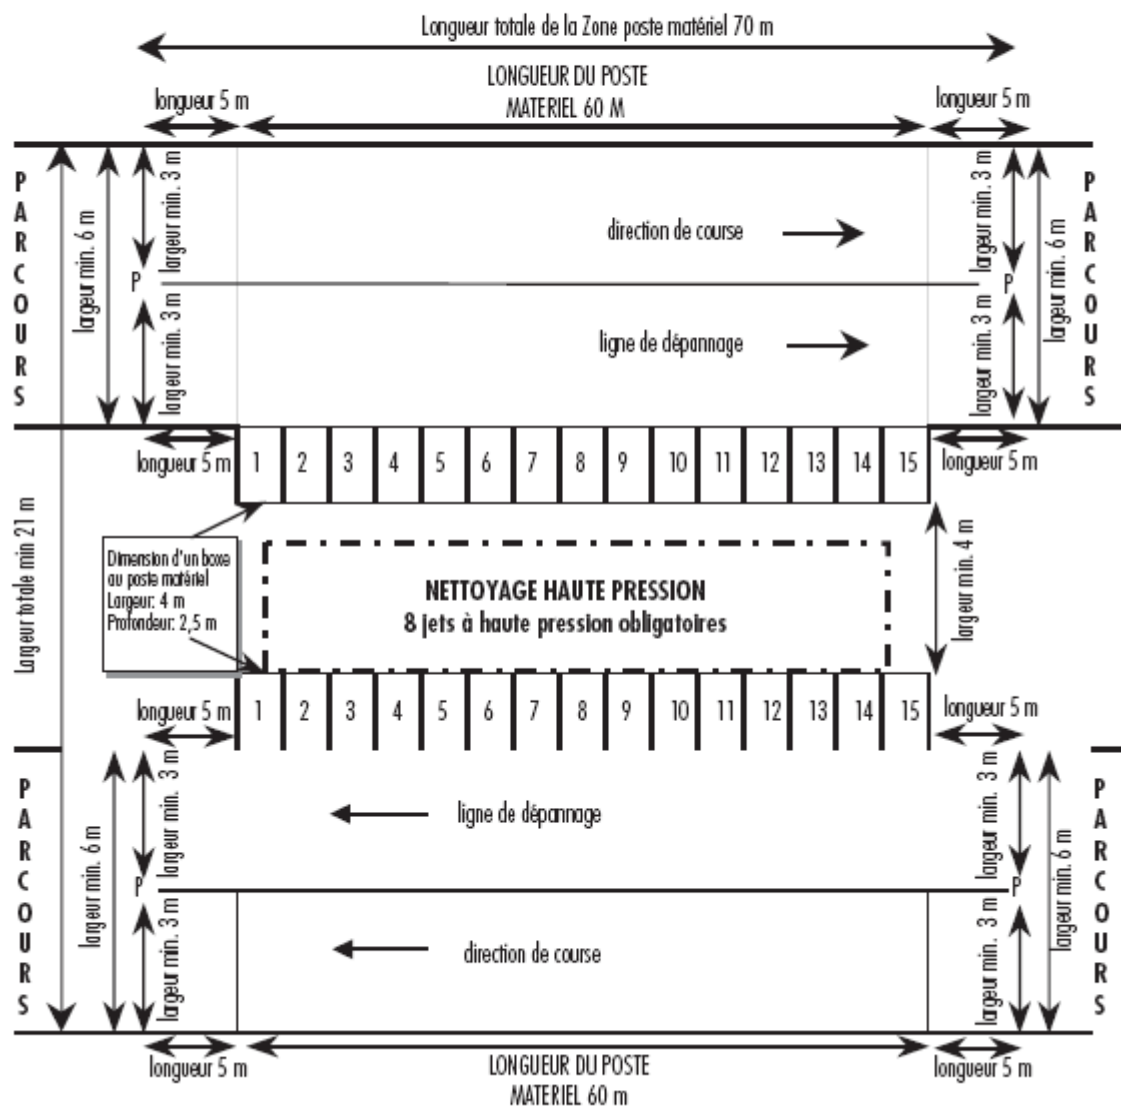 Longueur totale de la Zone poste matériel 70 m
LONGUEUR DU POSTE
MATERIEL 60 M
longueur 5 m
longueur 5 m
PARCOURS
largeur min. 6 m
largeur min. 3 m
P
largeur min. 3 m
direction de course
ligne de dépannage
largeur min. 3 m
P
largeur min. 3 m
largeur min. 6 m
PARCOURS
longueur 5 m
1 2 3 4 5 6 7 8 9 10 11 12 13 14 15
longueur 5 m
Largeur totale min 21 m
Dimension d'un boxe
au poste matériel
Largeur: 4 m
Profondeur: 2,5 m
NETTOYAGE HAUTE PRESSION
8 jets à haute pression obligatoires
largeur min. 4 m
longueur 5 m
1 2 3 4 5 6 7 8 9 10 11 12 13 14 15
longueur 5 m
PARCOURS
largeur min. 6 m
largeur min. 3 m
P
largeur min. 3 m
ligne de dépannage
direction de course
largeur min. 3 m
P
largeur min. 3 m
largeur min. 6 m
PARCOURS
longueur 5 m
LONGUEUR DU POSTE
MATERIEL 60 m
longueur 5 m